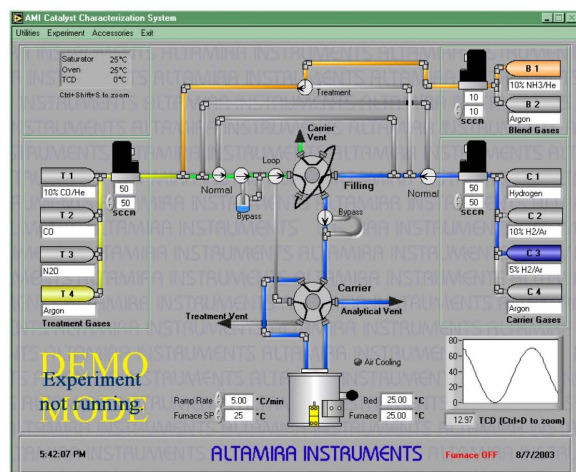 AMI Catalyst Characterization System
Utilities Experiment Accessories Exit
Saturator 25°C
Oven 25°C
TCD 0°C
Ctrl+Shift+S to zoom
Treatment
B 1
10% NH3/He
B 2
Argon
Blend Gases
10
10
SCCM
Carrier
Vent
Loop
Normal
Bypass
Filling
Normal
Bypass
T 1
10% CO/He
T 2
CO
T 3
N2O
T 4
Argon
Treatment Gases
50
50
SCCM
50
50
SCCM
C 1
Hydrogen
C 2
10% H2/Ar
C 3
5% H2/Ar
C 4
Argon
Carrier Gases
Carrier
Analytical Vent
Treatment Vent
DEMO
MODE
Experiment
not running.
Air Cooling
Ramp Rate 5.00 °C/min
Furnace SP 25 °C
Bed 25.00 °C
Furnace 25.00 °C
80
60
40
20
0
12.97 TCD (Ctrl+D to zoom)
5:42:07 PM ALTAMIRA INSTRUMENTS Furnace OFF 8/7/2003